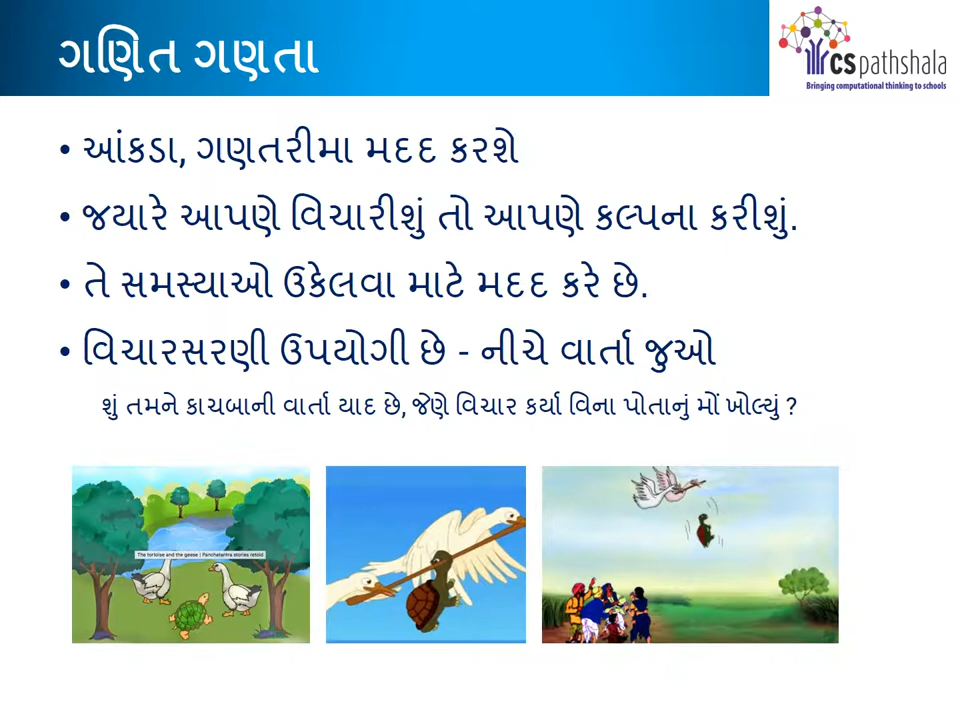 ગણિત ગણતા
CSpathshala
Bringing computational thinking to schools
• આંકડા, ગણતરીમા મદદ કરશે
• જયારે આપણે વિચારીશું તો આપણે કલ્પના કરીશું.
• તે સમસ્યાઓ ઉકેલવા માટે મદદ કરે છે.
• વિચારસરણી ઉપયોગી છે - નીચે વાર્તા જુઓ
શું તમને કાચબાની વાર્તા યાદ છે, જેણે વિચાર કર્યા વિના પોતાનું મોં ખોલ્યું ?
The tortoise and the geese | Panchatantra stories retold